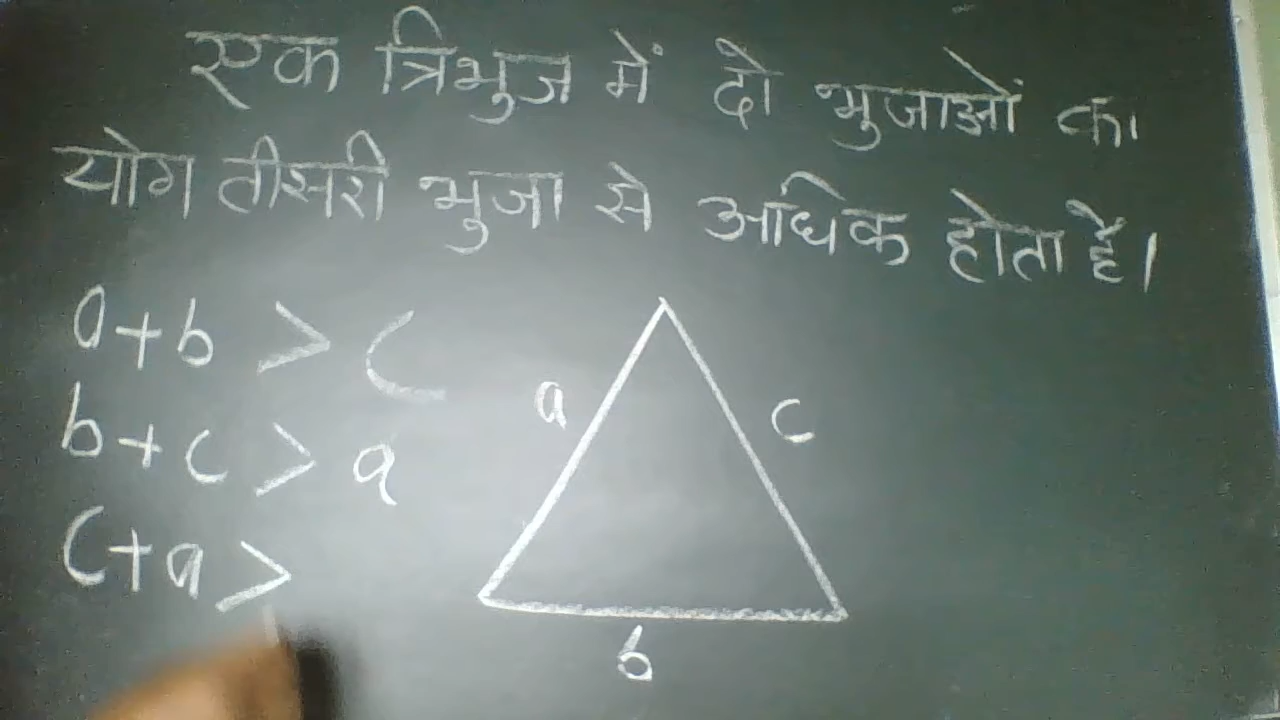 एक त्रिभुज में दो भुजाओं का
योग तीसरी भुजा से अधिक होता है।
a+b > c
b+c > a
c+a >
a
c
b